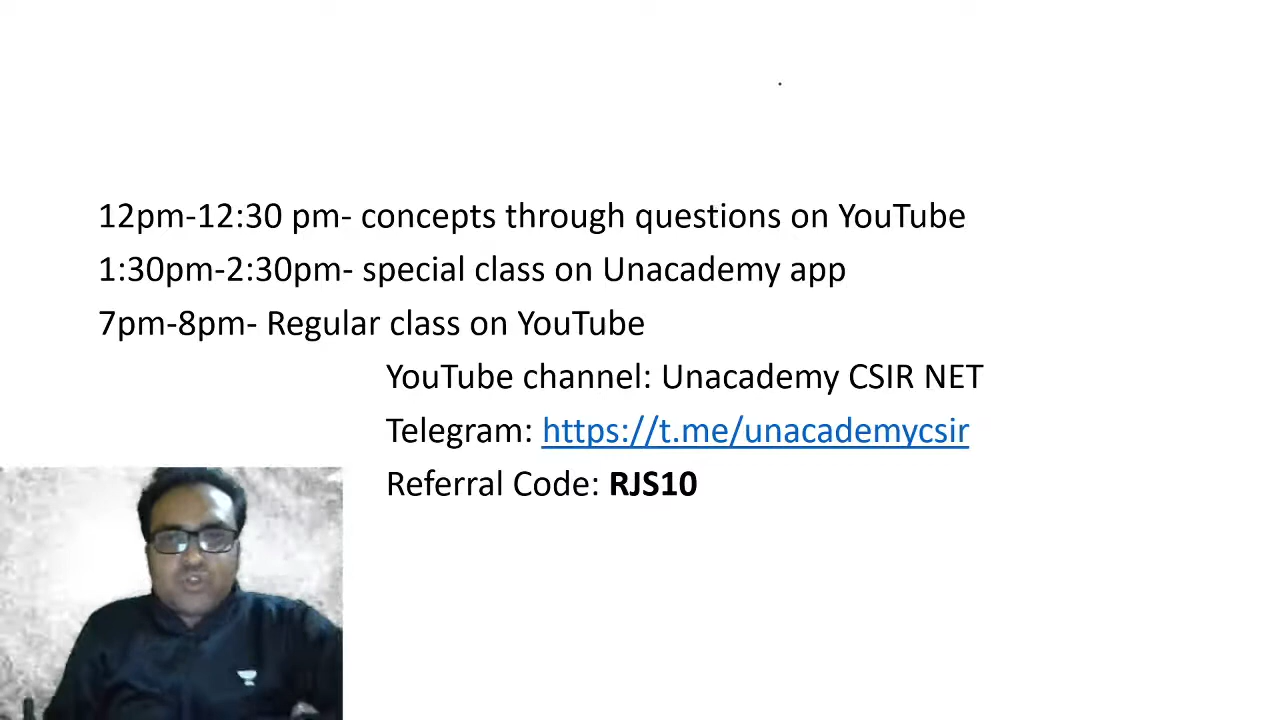 12pm-12:30 pm- concepts through questions on YouTube
1:30pm-2:30pm- special class on Unacademy app
7pm-8pm- Regular class on YouTube
YouTube channel: Unacademy CSIR NET
Telegram: https://t.me/unacademycsir
Referral Code: RJS10